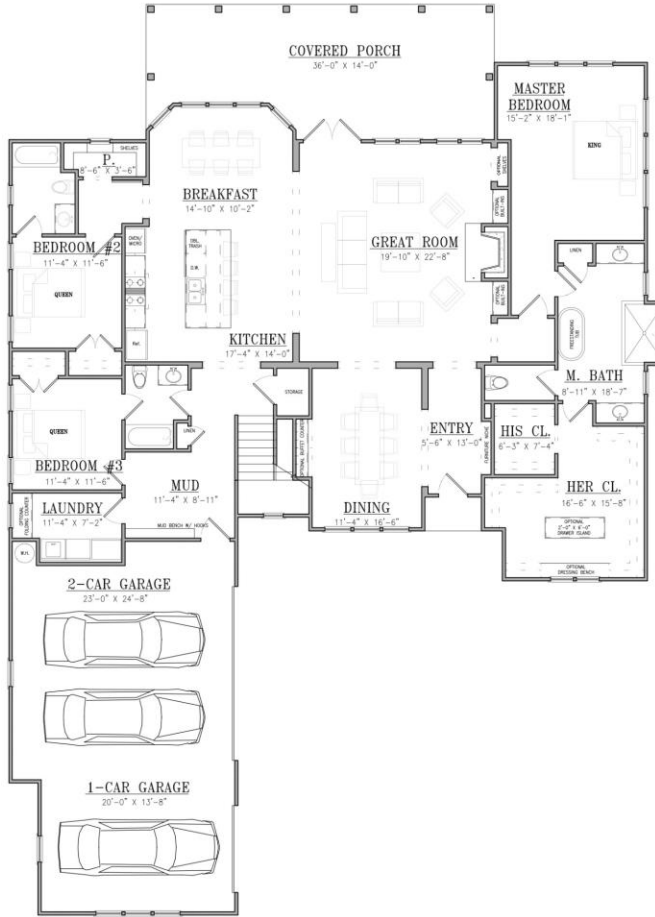 COVERED PORCH
36'-0" X 14'-0"
MASTER
BEDROOM
15'-2" X 18'-1"
KING
SHELVES
P.
8'-6" X 3'-6"
BREAKFAST
14'-10" X 10'-2"
OPTIONAL
SHELVES
OPTIONAL
BUILT-INS
GREAT ROOM
19'-10" X 22'-8"
OPTIONAL
BUILT-INS
BEDROOM #2
11'-4" X 11'-6"
QUEEN
OVEN/
MICRO
DBL.
TRASH
D.W.
Ref.
KITCHEN
17'-4" X 14'-0"
LINEN
FREESTANDING
TUB
M. BATH
8'-11" X 18'-7"
STORAGE
QUEEN
BEDROOM #3
11'-4" X 11'-6"
LINEN
OPTIONAL BUFFET COUNTER
ENTRY
5'-6" X 13'-0"
FURNITURE NICHE
HIS CL.
6'-3" X 7'-4"
HER CL.
16'-6" X 15'-8"
OPTIONAL
2'-0" X 4'-0"
DRAWER ISLAND
OPTIONAL
DRESSING BENCH
MUD
11'-4" X 8'-11"
MUD BENCH W/ HOOKS
LAUNDRY
11'-4" X 7'-2"
OPTIONAL
FOLDING COUNTER
W.H.
DINING
11'-4" X 16'-6"
2-CAR GARAGE
23'-0" X 24'-8"
1-CAR GARAGE
20'-0" X 13'-8"